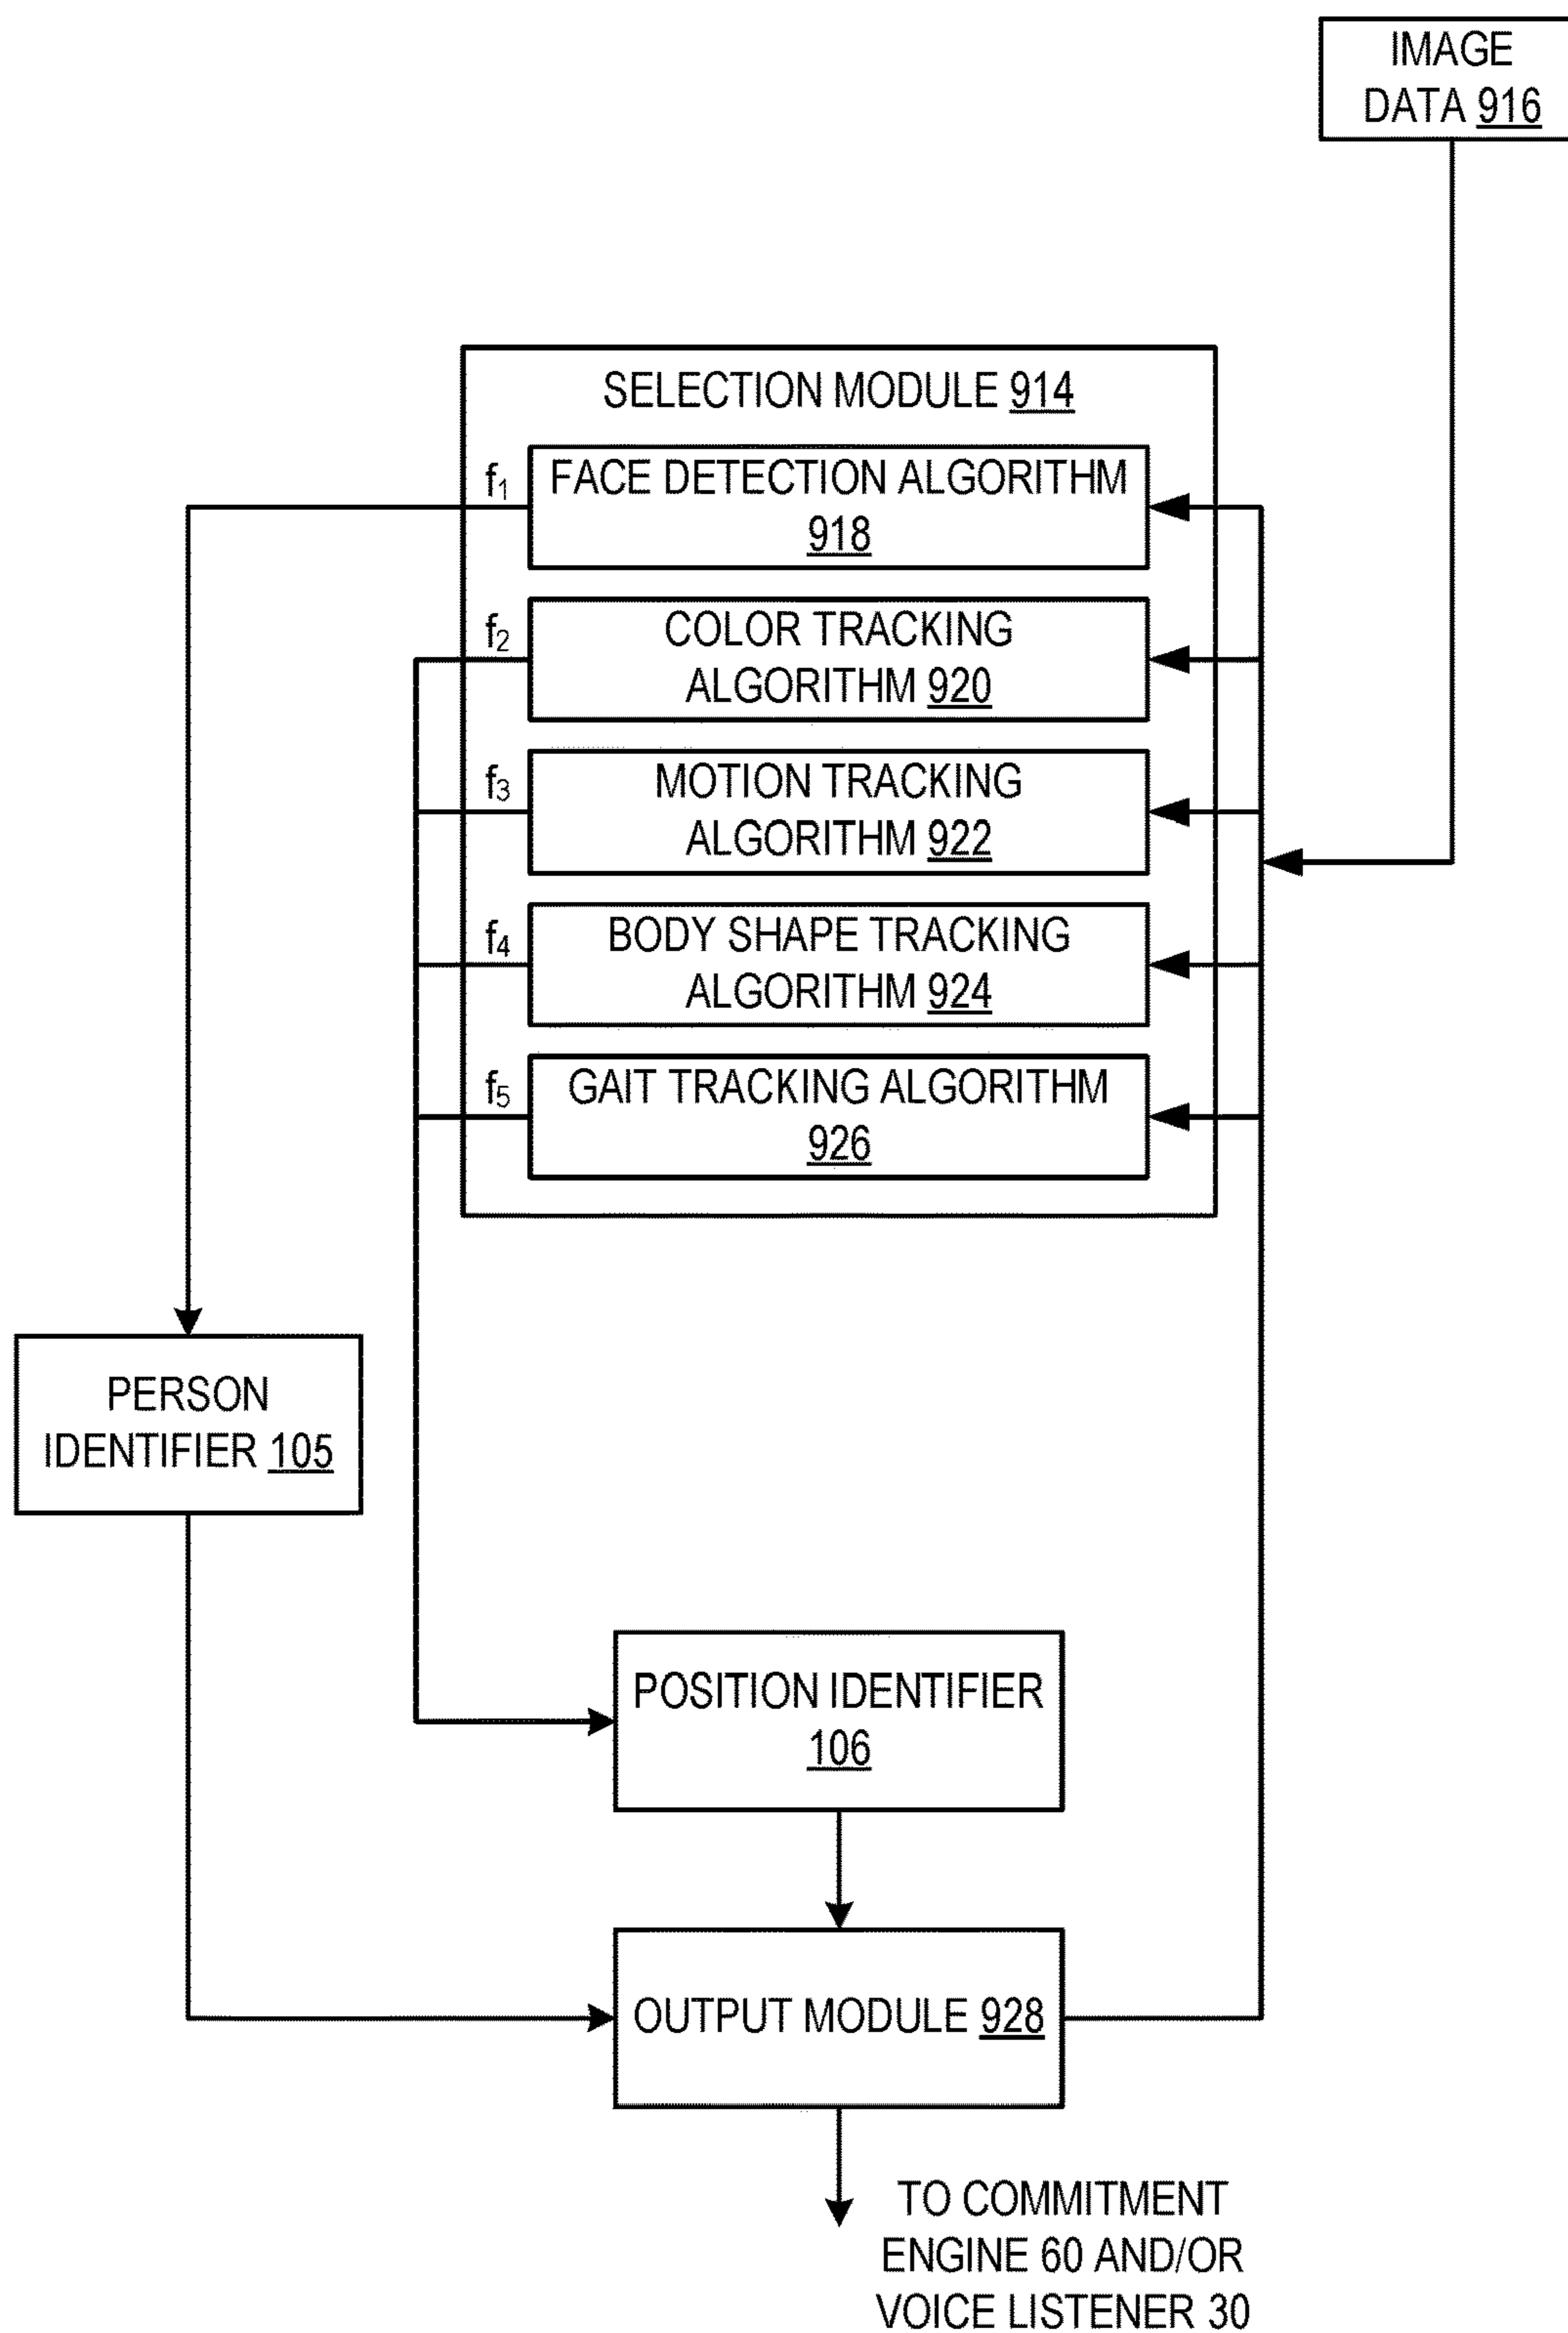 IMAGE
DATA 916
SELECTION MODULE 914
f1
FACE DETECTION ALGORITHM
918
f2
COLOR TRACKING
ALGORITHM 920
f3
MOTION TRACKING
ALGORITHM 922
f4
BODY SHAPE TRACKING
ALGORITHM 924
f5
GAIT TRACKING ALGORITHM
926
PERSON
IDENTIFIER 105
POSITION IDENTIFIER
106
OUTPUT MODULE 928
TO COMMITMENT
ENGINE 60 AND/OR
VOICE LISTENER 30